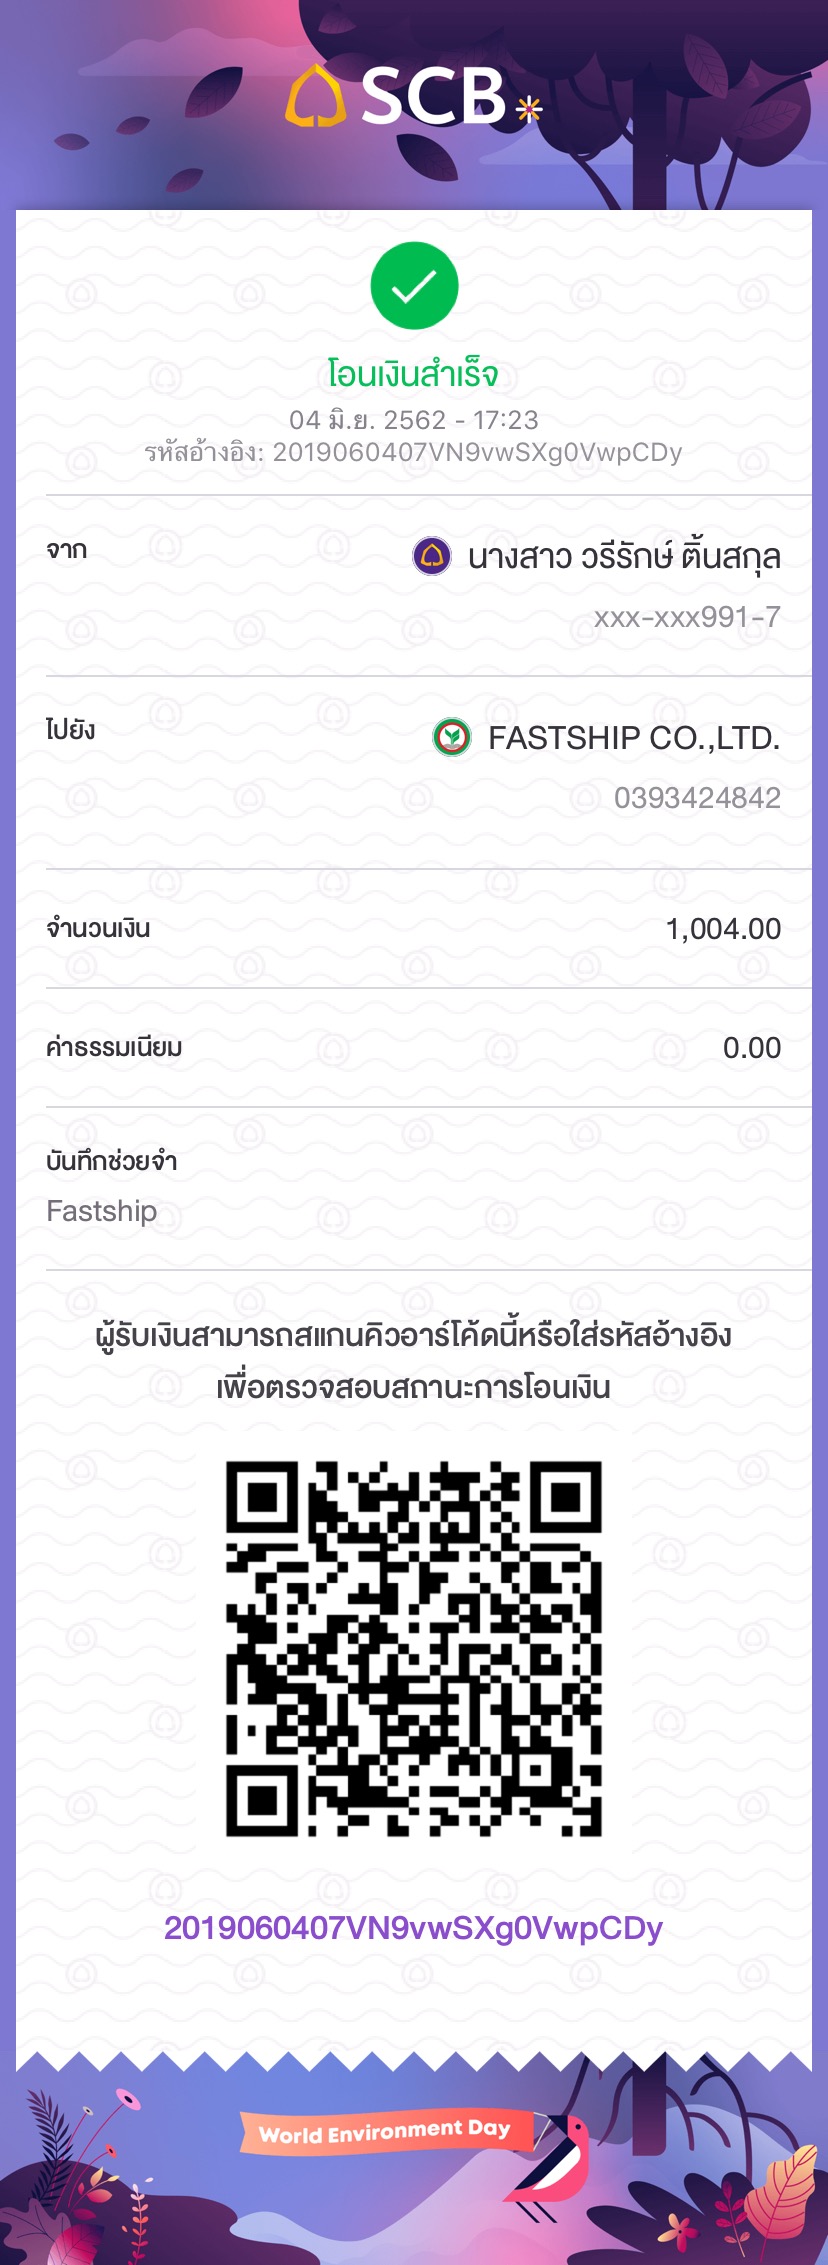 SCB
โอนเงินสำเร็จ
04 มิ.ย. 2562 - 17:23
รหัสอ้างอิง: 2019060407VN9vwSXg0VwpCDy
จาก
นางสาว วรีรักษ์ ติ้นสกุล
xxx-xxx991-7
ไปยัง
FASTSHIP CO.,LTD.
0393424842
จำนวนเงิน 1,004.00
ค่าธรรมเนียม 0.00
บันทึกช่วยจำ
Fastship
ผู้รับเงินสามารถสแกนคิวอาร์โค้ดนี้หรือใส่รหัสอ้างอิง
เพื่อตรวจสอบสถานะการโอนเงิน
2019060407VN9vwSXg0VwpCDy
World Environment Day